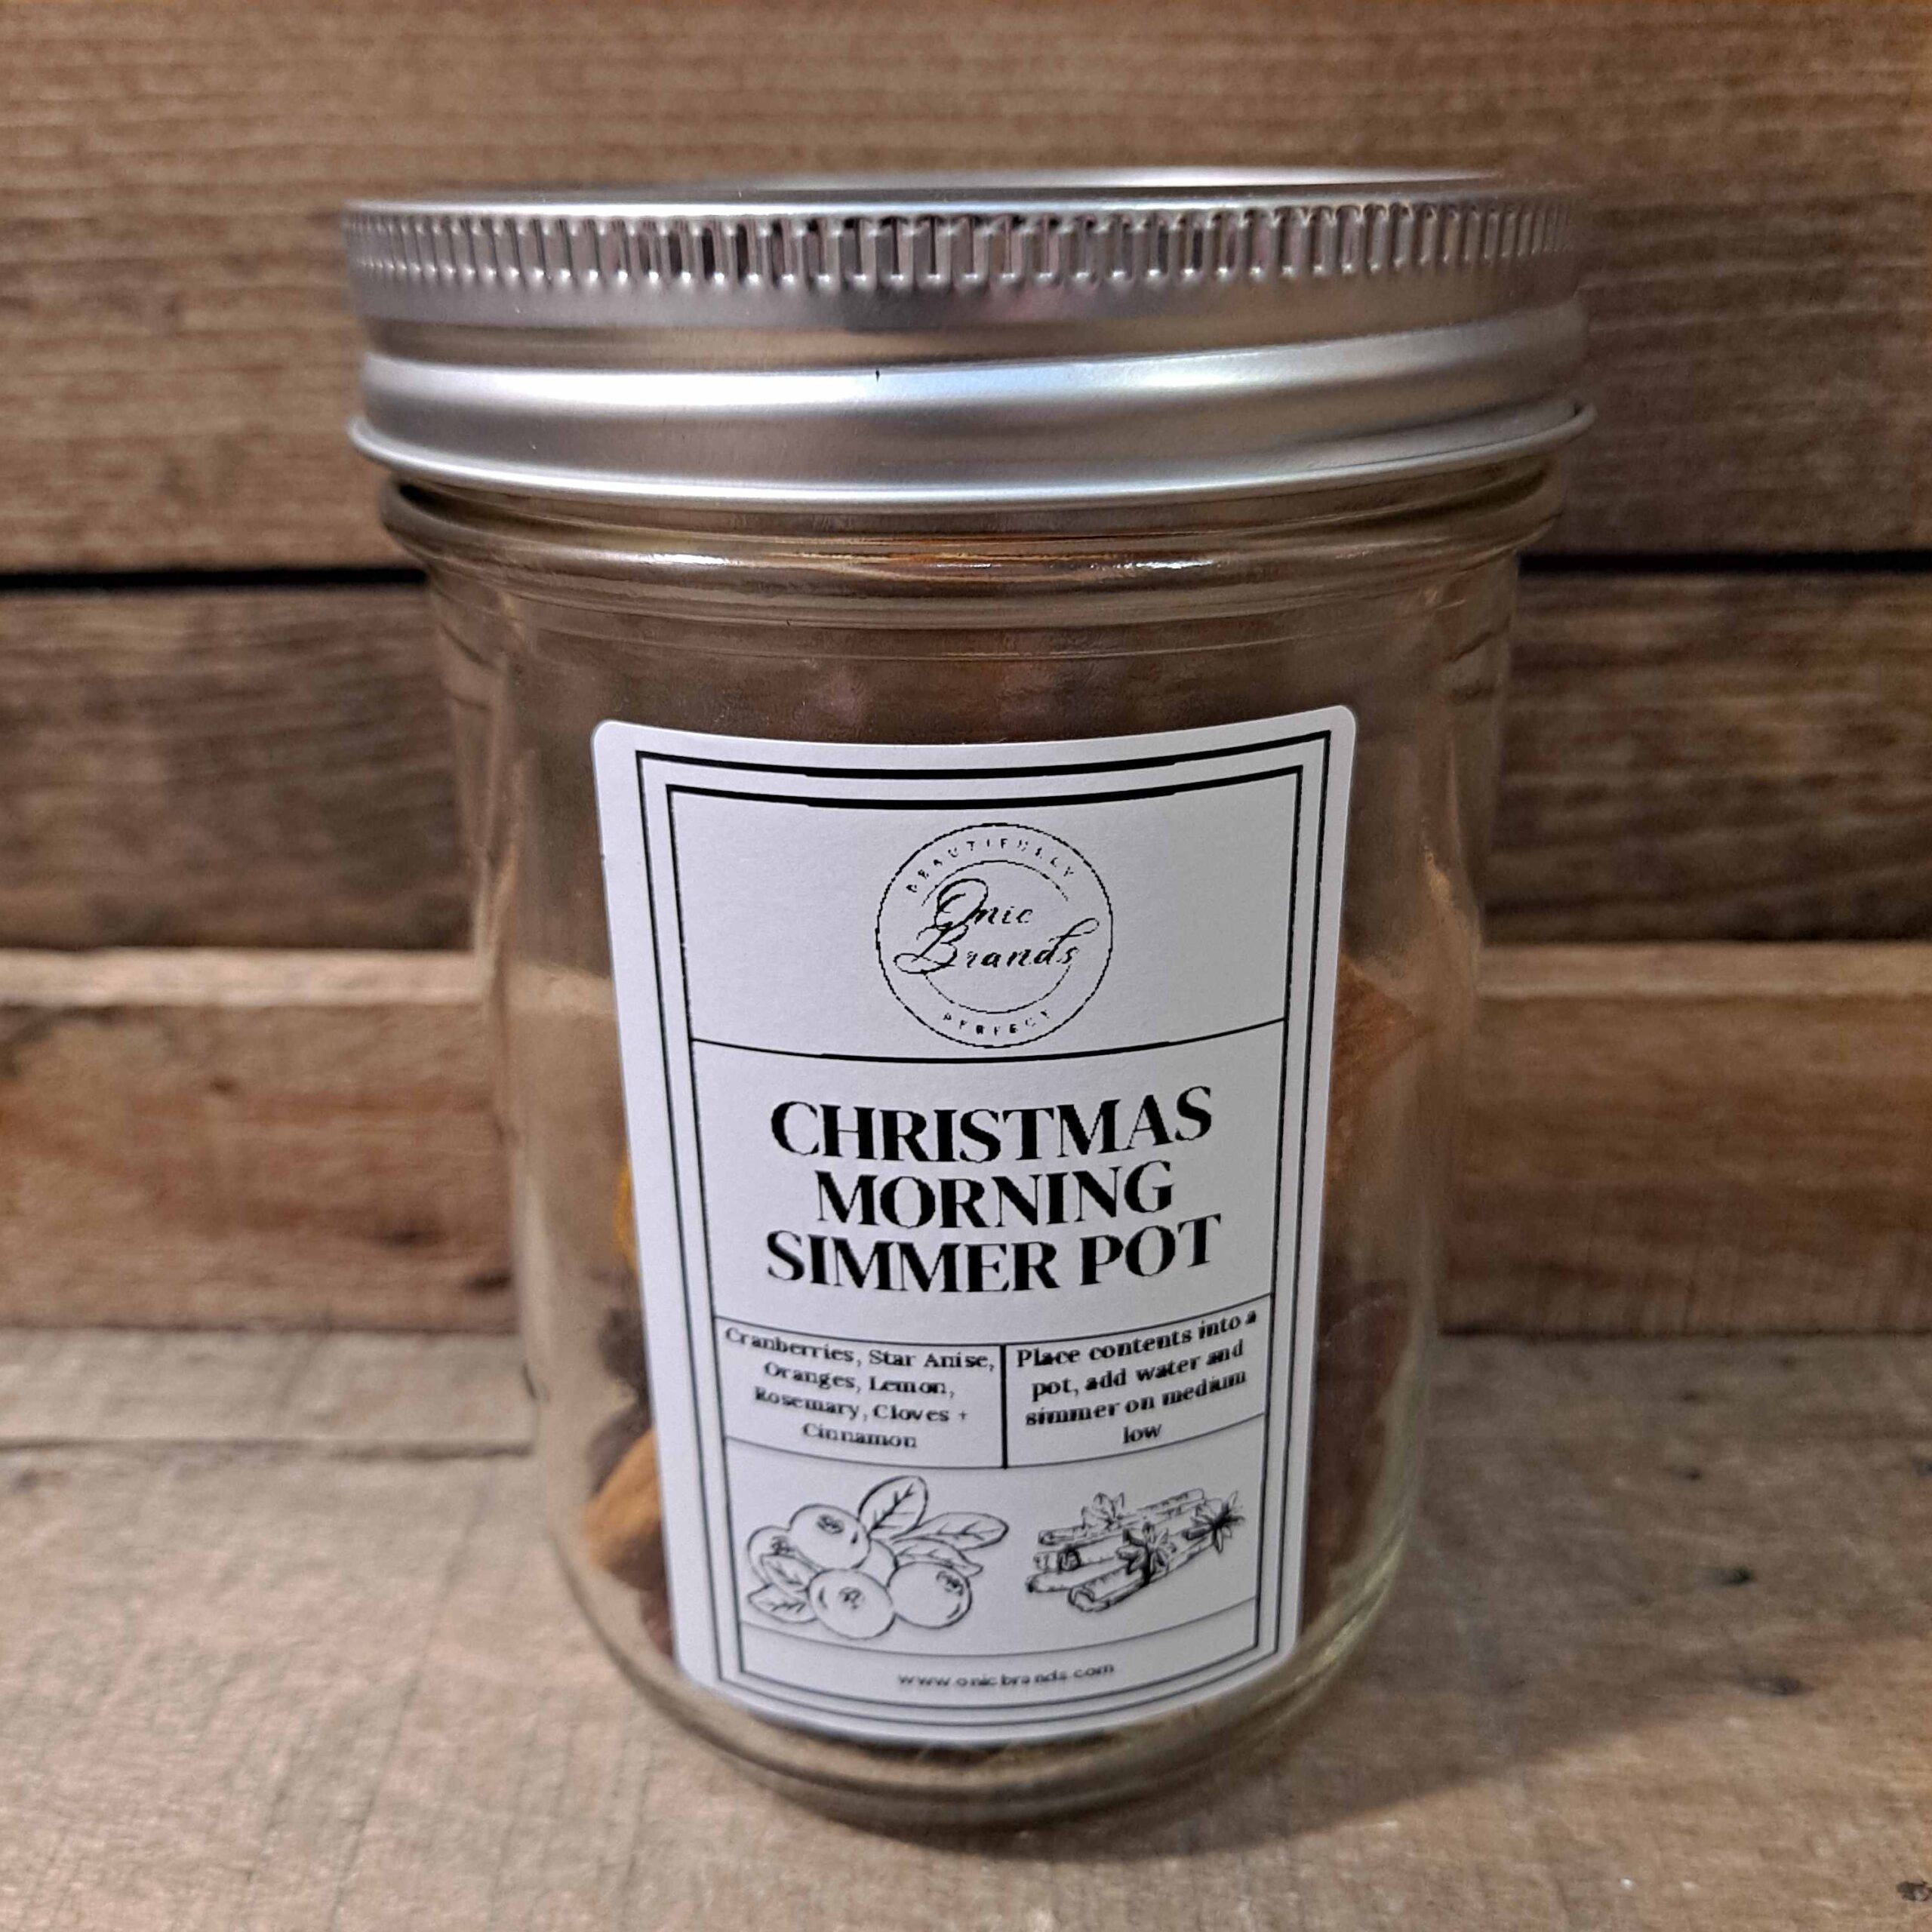 BEAUTIFULLY
Onic
Brands
PERFECT
CHRISTMAS
MORNING
SIMMER POT
Cranberries, Star Anise,
Oranges, Lemon,
Rosemary, Cloves +
Cinnamon
Place contents into a
pot, add water and
simmer on medium
low
www.onicbrands.com